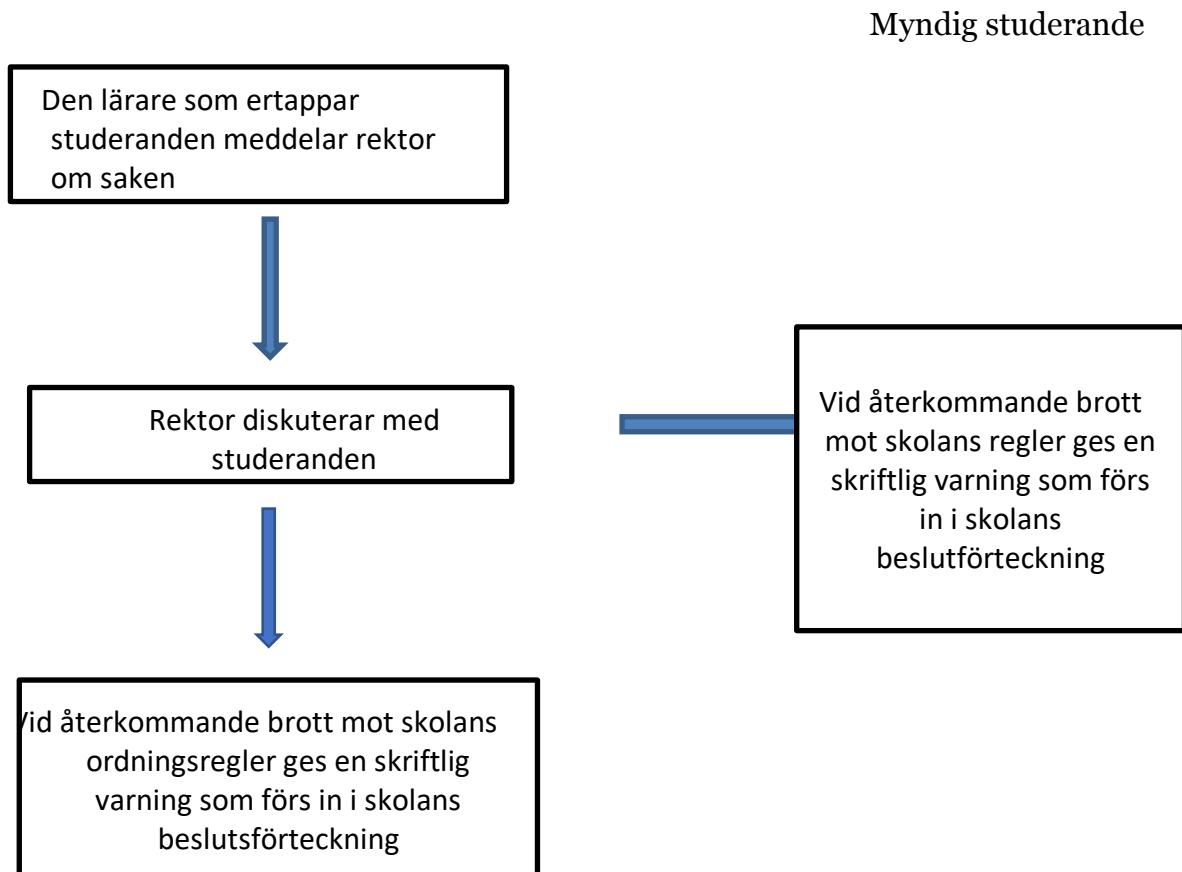 Myndig studerande
Den lärare som ertappar
studeranden meddelar rektor
om saken
Rektor diskuterar med
studeranden
Vid återkommande brott
mot skolans regler ges en
skriftlig varning som förs
in i skolans
beslutförteckning
Vid återkommande brott mot skolans
ordningsregler ges en skriftlig
varning som förs in i skolans
beslutsförteckning